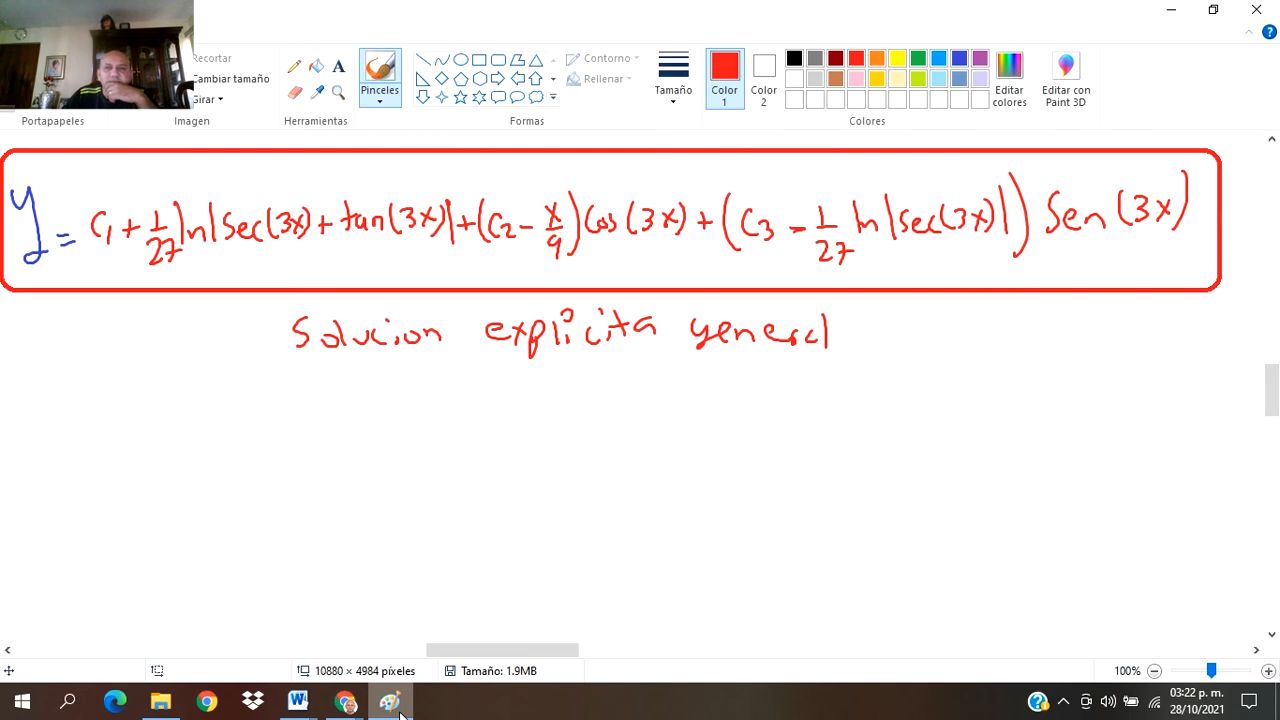 Recortar
Cambiar tamaño
Girar
Pinceles
Contorno
Rellenar
Tamaño
Color 1
Color 2
Editar colores
Editar con Paint 3D
Portapapeles
Imagen
Herramientas
Formas
Colores
y = C1 + 1/27 ln|sec(3x) + tan(3x)| + (C2 - x/9) Cos(3x) + (C3 - 1/27 ln|sec(3x)|) Sen(3x)
Solucion explicita general
10880 × 4984 píxeles
Tamaño: 1.9MB
100%
03:22 p. m.
28/10/2021